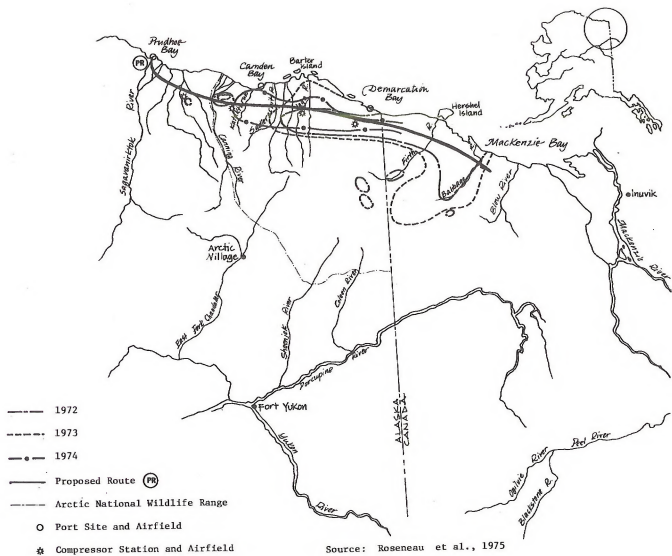 Prudhoe
Bay
PR
Camden
Bay
Barter
Island
Demarcation
Bay
Hershel
Island
Mackenzie Bay
Sagavanirktok River
Canning
River
Firth
R.
Babbage
Blow River
Inuvik
Mackenzie River
Arctic
Village
East Fork Chandalar
Sheenjek River
Coleen River
Porcupine
River
Fort Yukon
Yukon
River
ALASKA
CANADA
Ogilvie River
Peel River
Blackstone R.
1972
1973
1974
Proposed Route PR
Arctic National Wildlife Range
Port Site and Airfield
Compressor Station and Airfield
Source: Roseneau et al., 1975